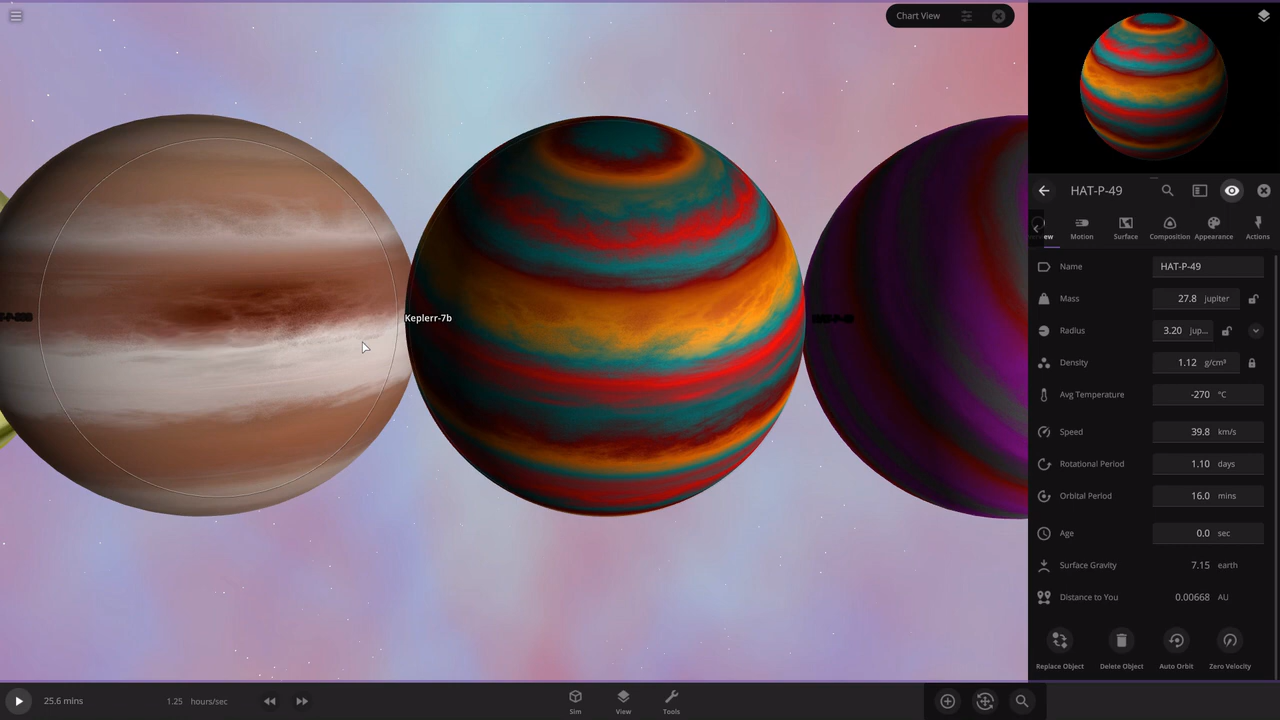 Chart View
HAT-P-49
Motion
Surface
Composition
Appearance
Actions
Name HAT-P-49
Mass 27.8 jupiter
Radius 3.20 jup...
Density 1.12 g/cm³
Avg Temperature -270 °C
Speed 39.8 km/s
Rotational Period 1.10 days
Orbital Period 16.0 mins
Age 0.0 sec
Surface Gravity 7.15 earth
Distance to You 0.00668 AU
Replace Object
Delete Object
Auto Orbit
Zero Velocity
Keplerr-7b
25.6 mins
1.25 hours/sec
Sim
View
Tools